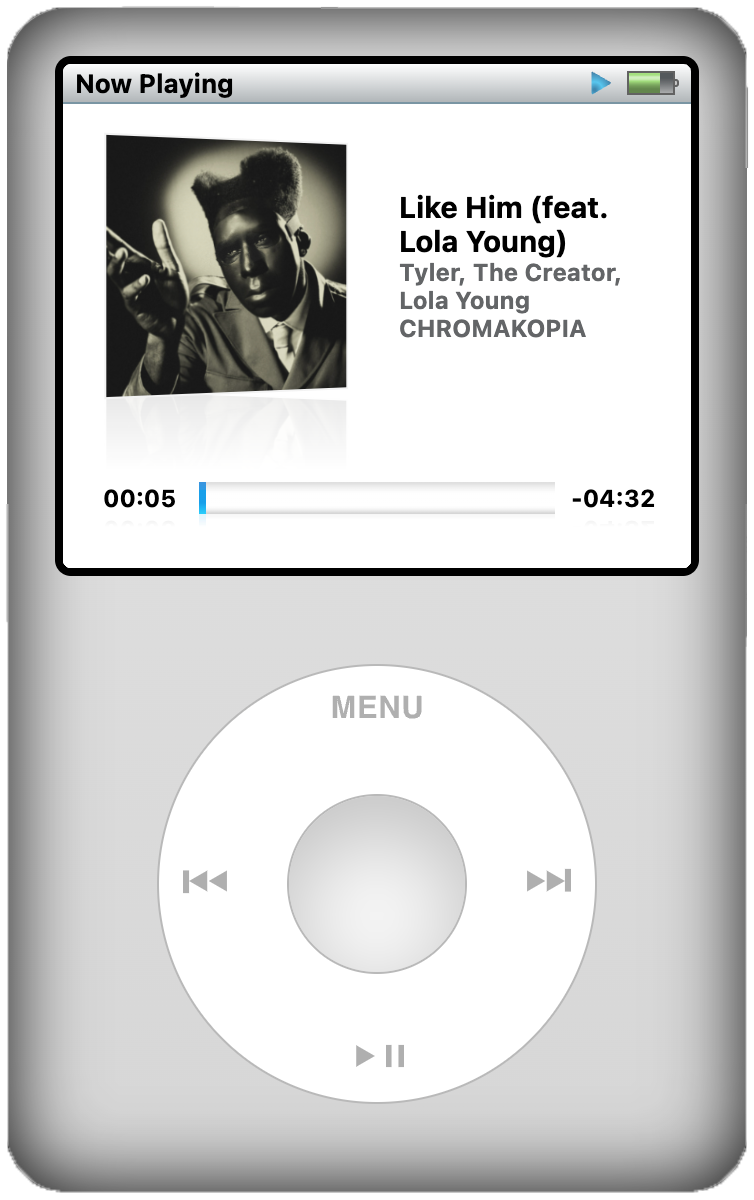 Now Playing
Like Him (feat.
Lola Young)
Tyler, The Creator,
Lola Young
CHROMAKOPIA
00:05
-04:32
MENU